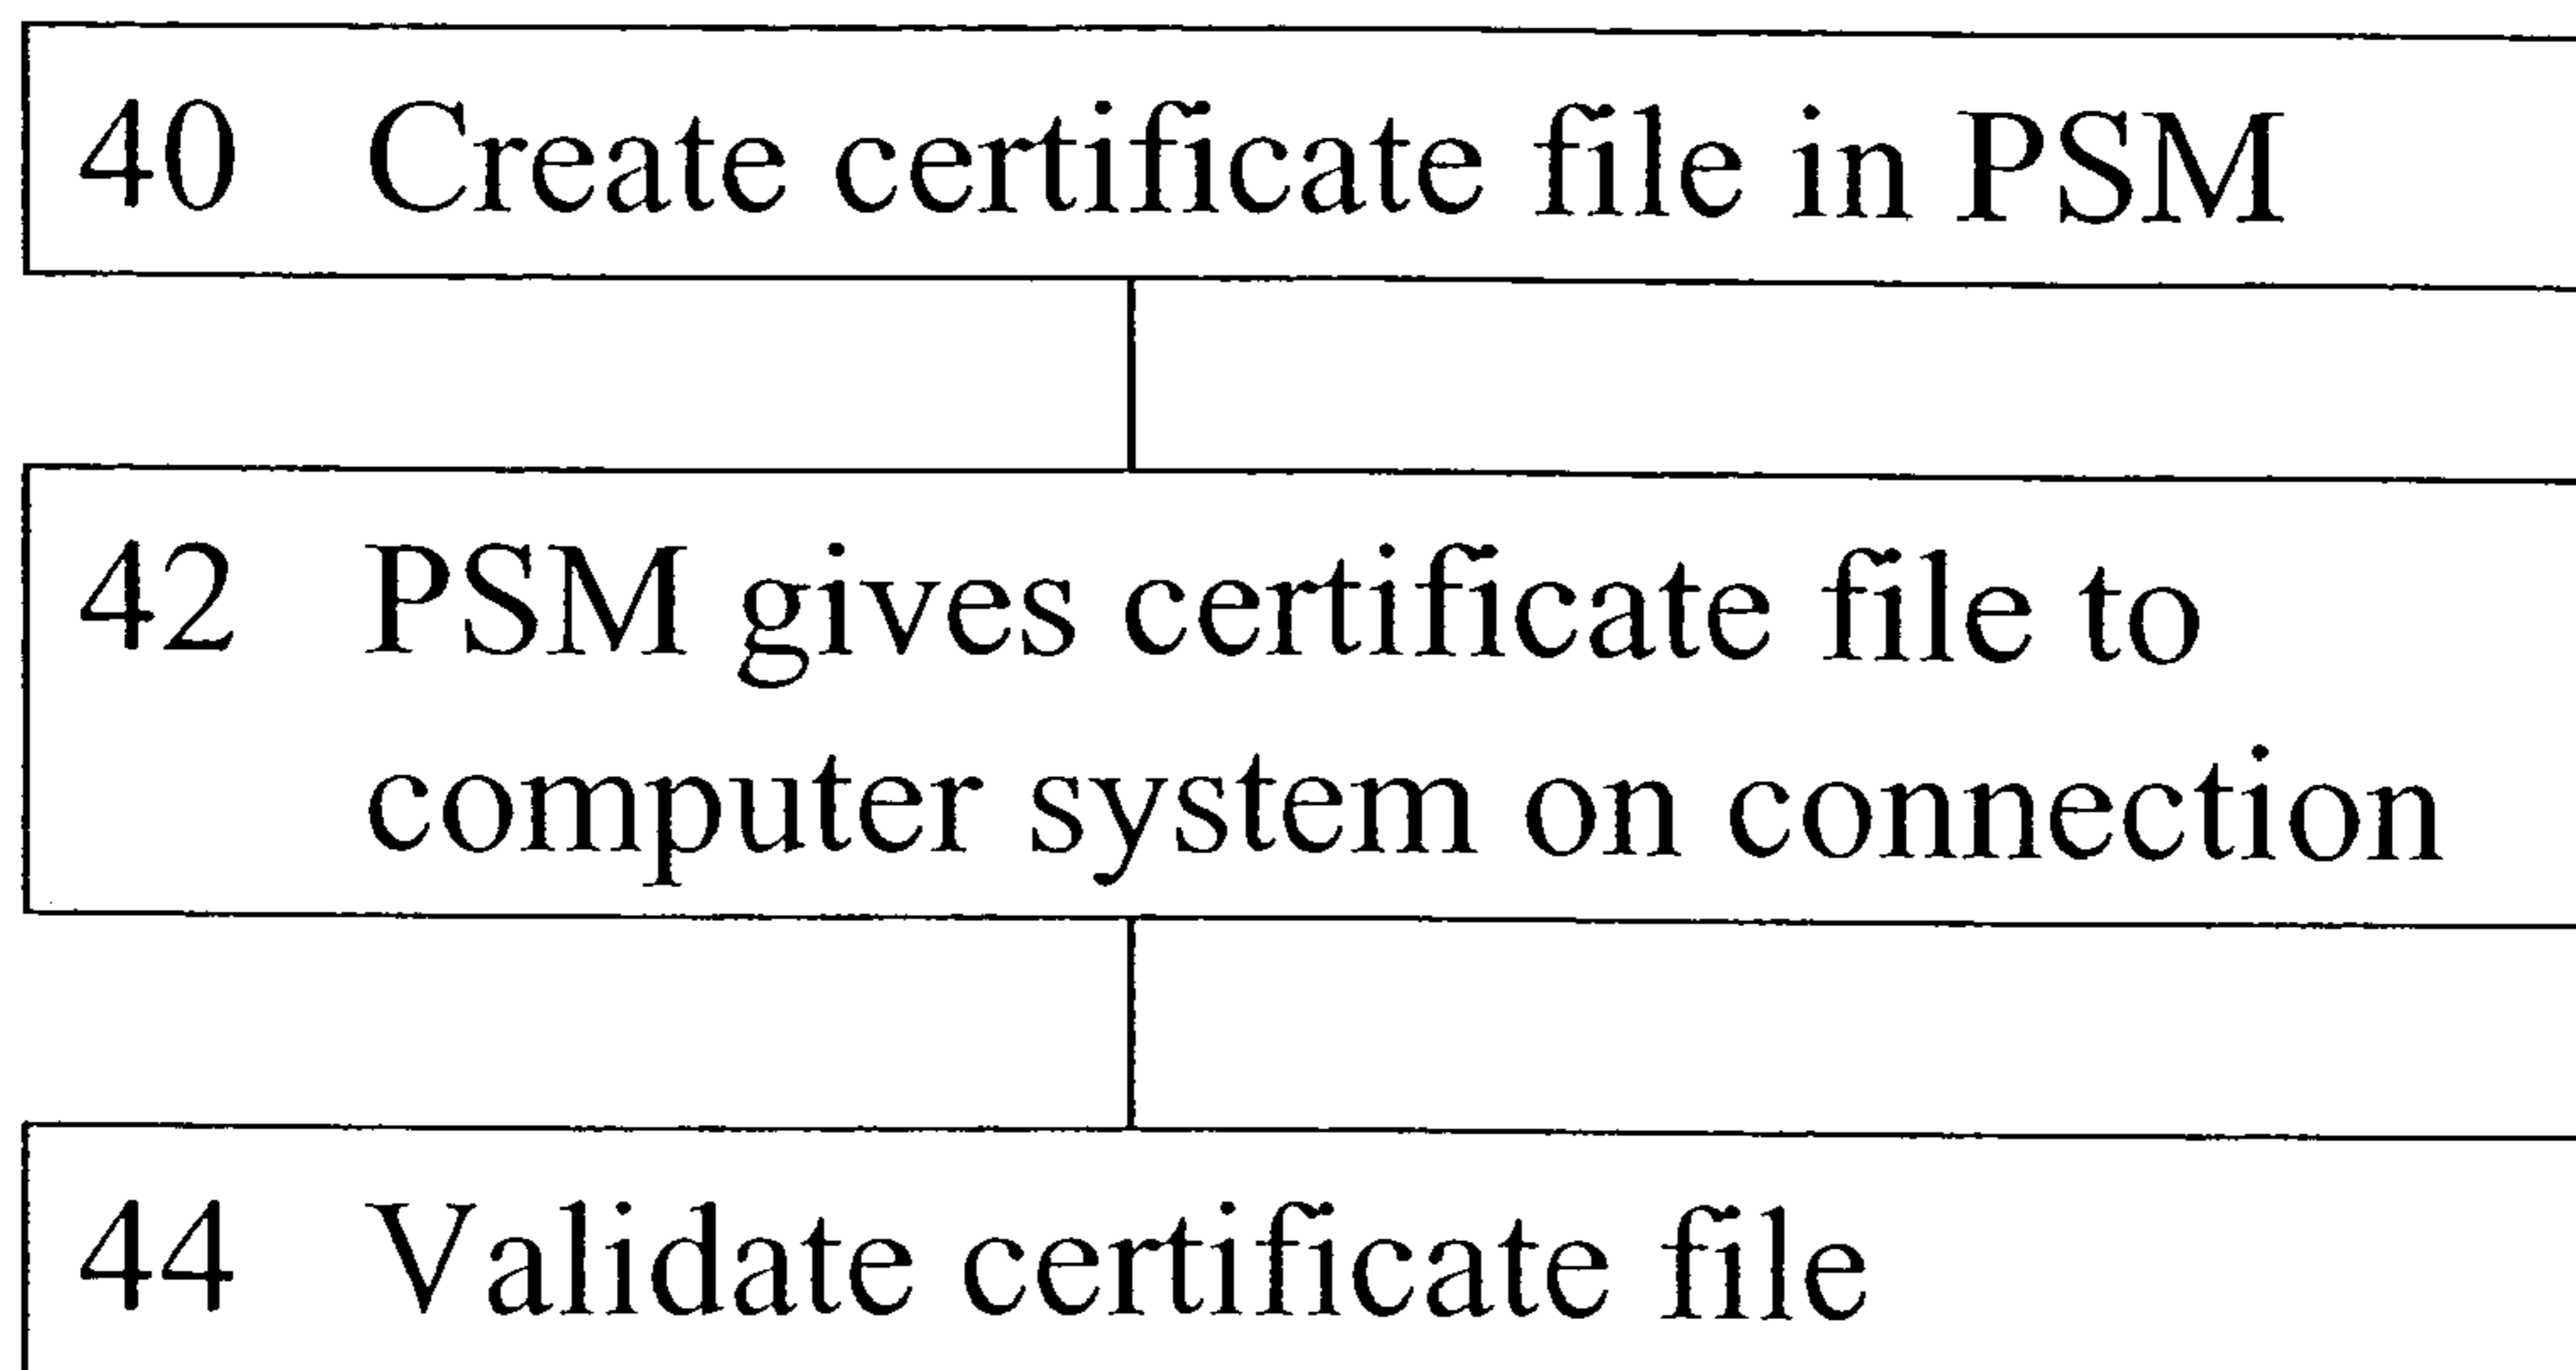 40 Create certificate file in PSM
42 PSM gives certificate file to
computer system on connection
44 Validate certificate file